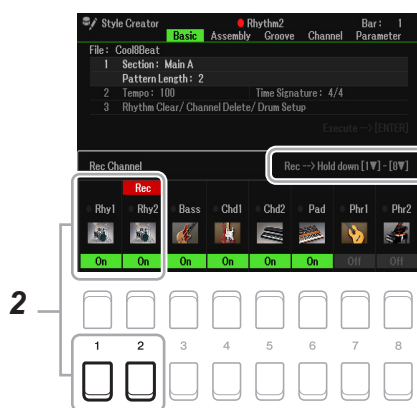 Style Creator Rhythm2 Bar: 1
Basic Assembly Groove Channel Parameter
File: Cool8Beat
1 Section: Main A
Pattern Length: 2
2 Tempo: 100 Time Signature: 4/4
3 Rhythm Clear/ Channel Delete/ Drum Setup
Execute --> [ENTER]
Rec Channel Rec --> Hold down [1▼]-[8▼]
Rec
Rhy1 Rhy2 Bass Chd1 Chd2 Pad Phr1 Phr2
On On On On On On Off Off
2
1 2 3 4 5 6 7 8